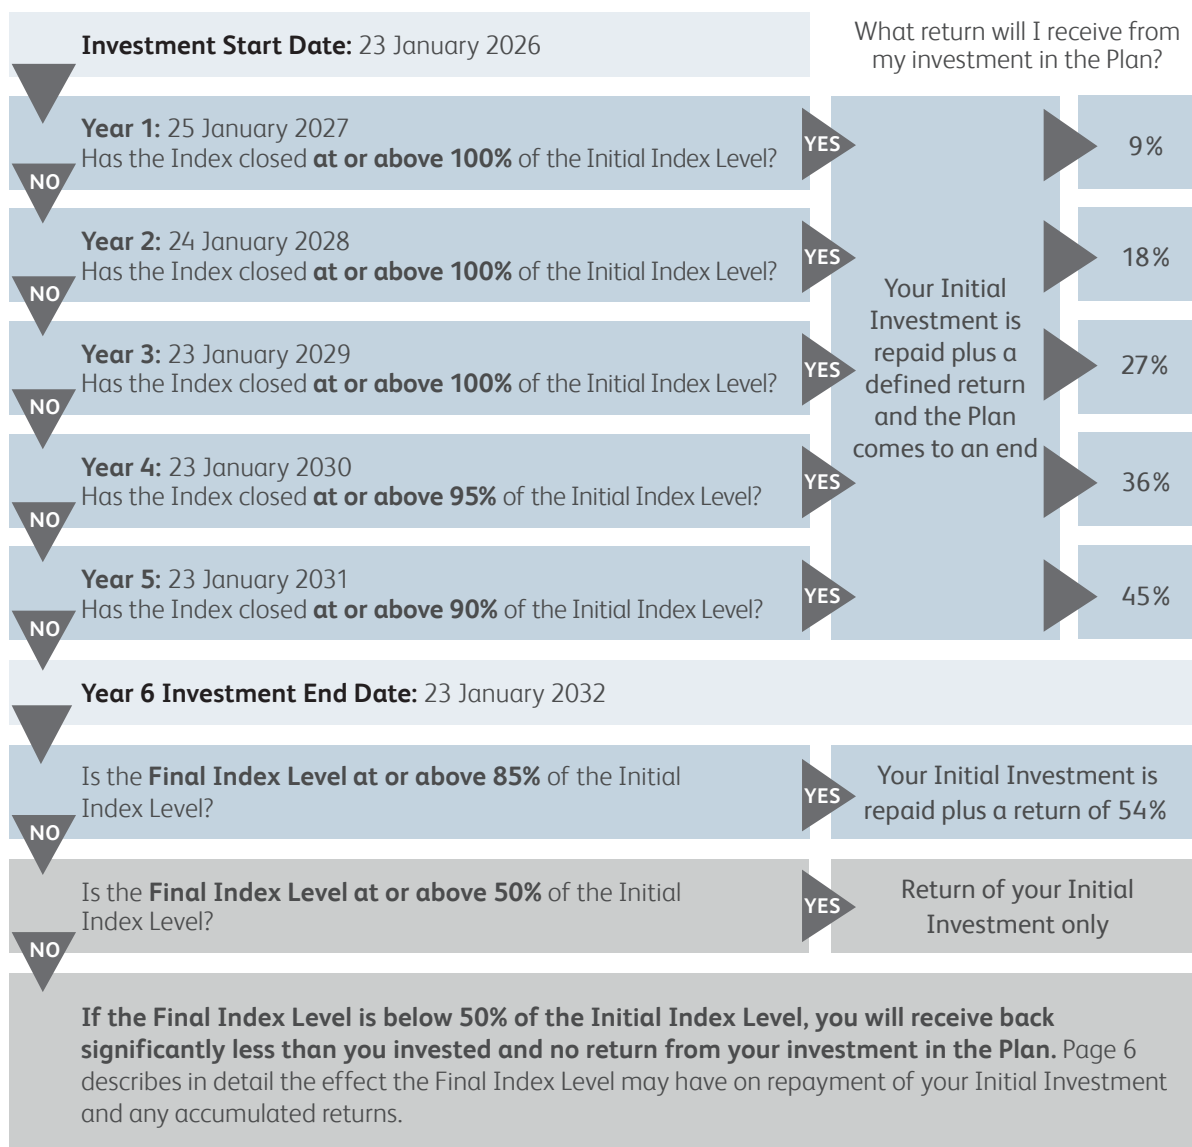 Investment Start Date: 23 January 2026
What return will I receive from
my investment in the Plan?
Year 1: 25 January 2027
Has the Index closed at or above 100% of the Initial Index Level?
YES
9%
NO
Year 2: 24 January 2028
Has the Index closed at or above 100% of the Initial Index Level?
YES
18%
NO
Year 3: 23 January 2029
Has the Index closed at or above 100% of the Initial Index Level?
YES
27%
NO
Year 4: 23 January 2030
Has the Index closed at or above 95% of the Initial Index Level?
YES
36%
NO
Year 5: 23 January 2031
Has the Index closed at or above 90% of the Initial Index Level?
YES
45%
NO
Your Initial
Investment is
repaid plus a
defined return
and the Plan
comes to an end
Year 6 Investment End Date: 23 January 2032
Is the Final Index Level at or above 85% of the Initial
Index Level?
YES
Your Initial Investment is
repaid plus a return of 54%
NO
Is the Final Index Level at or above 50% of the Initial
Index Level?
YES
Return of your Initial
Investment only
NO
If the Final Index Level is below 50% of the Initial Index Level, you will receive back
significantly less than you invested and no return from your investment in the Plan. Page 6
describes in detail the effect the Final Index Level may have on repayment of your Initial Investment
and any accumulated returns.